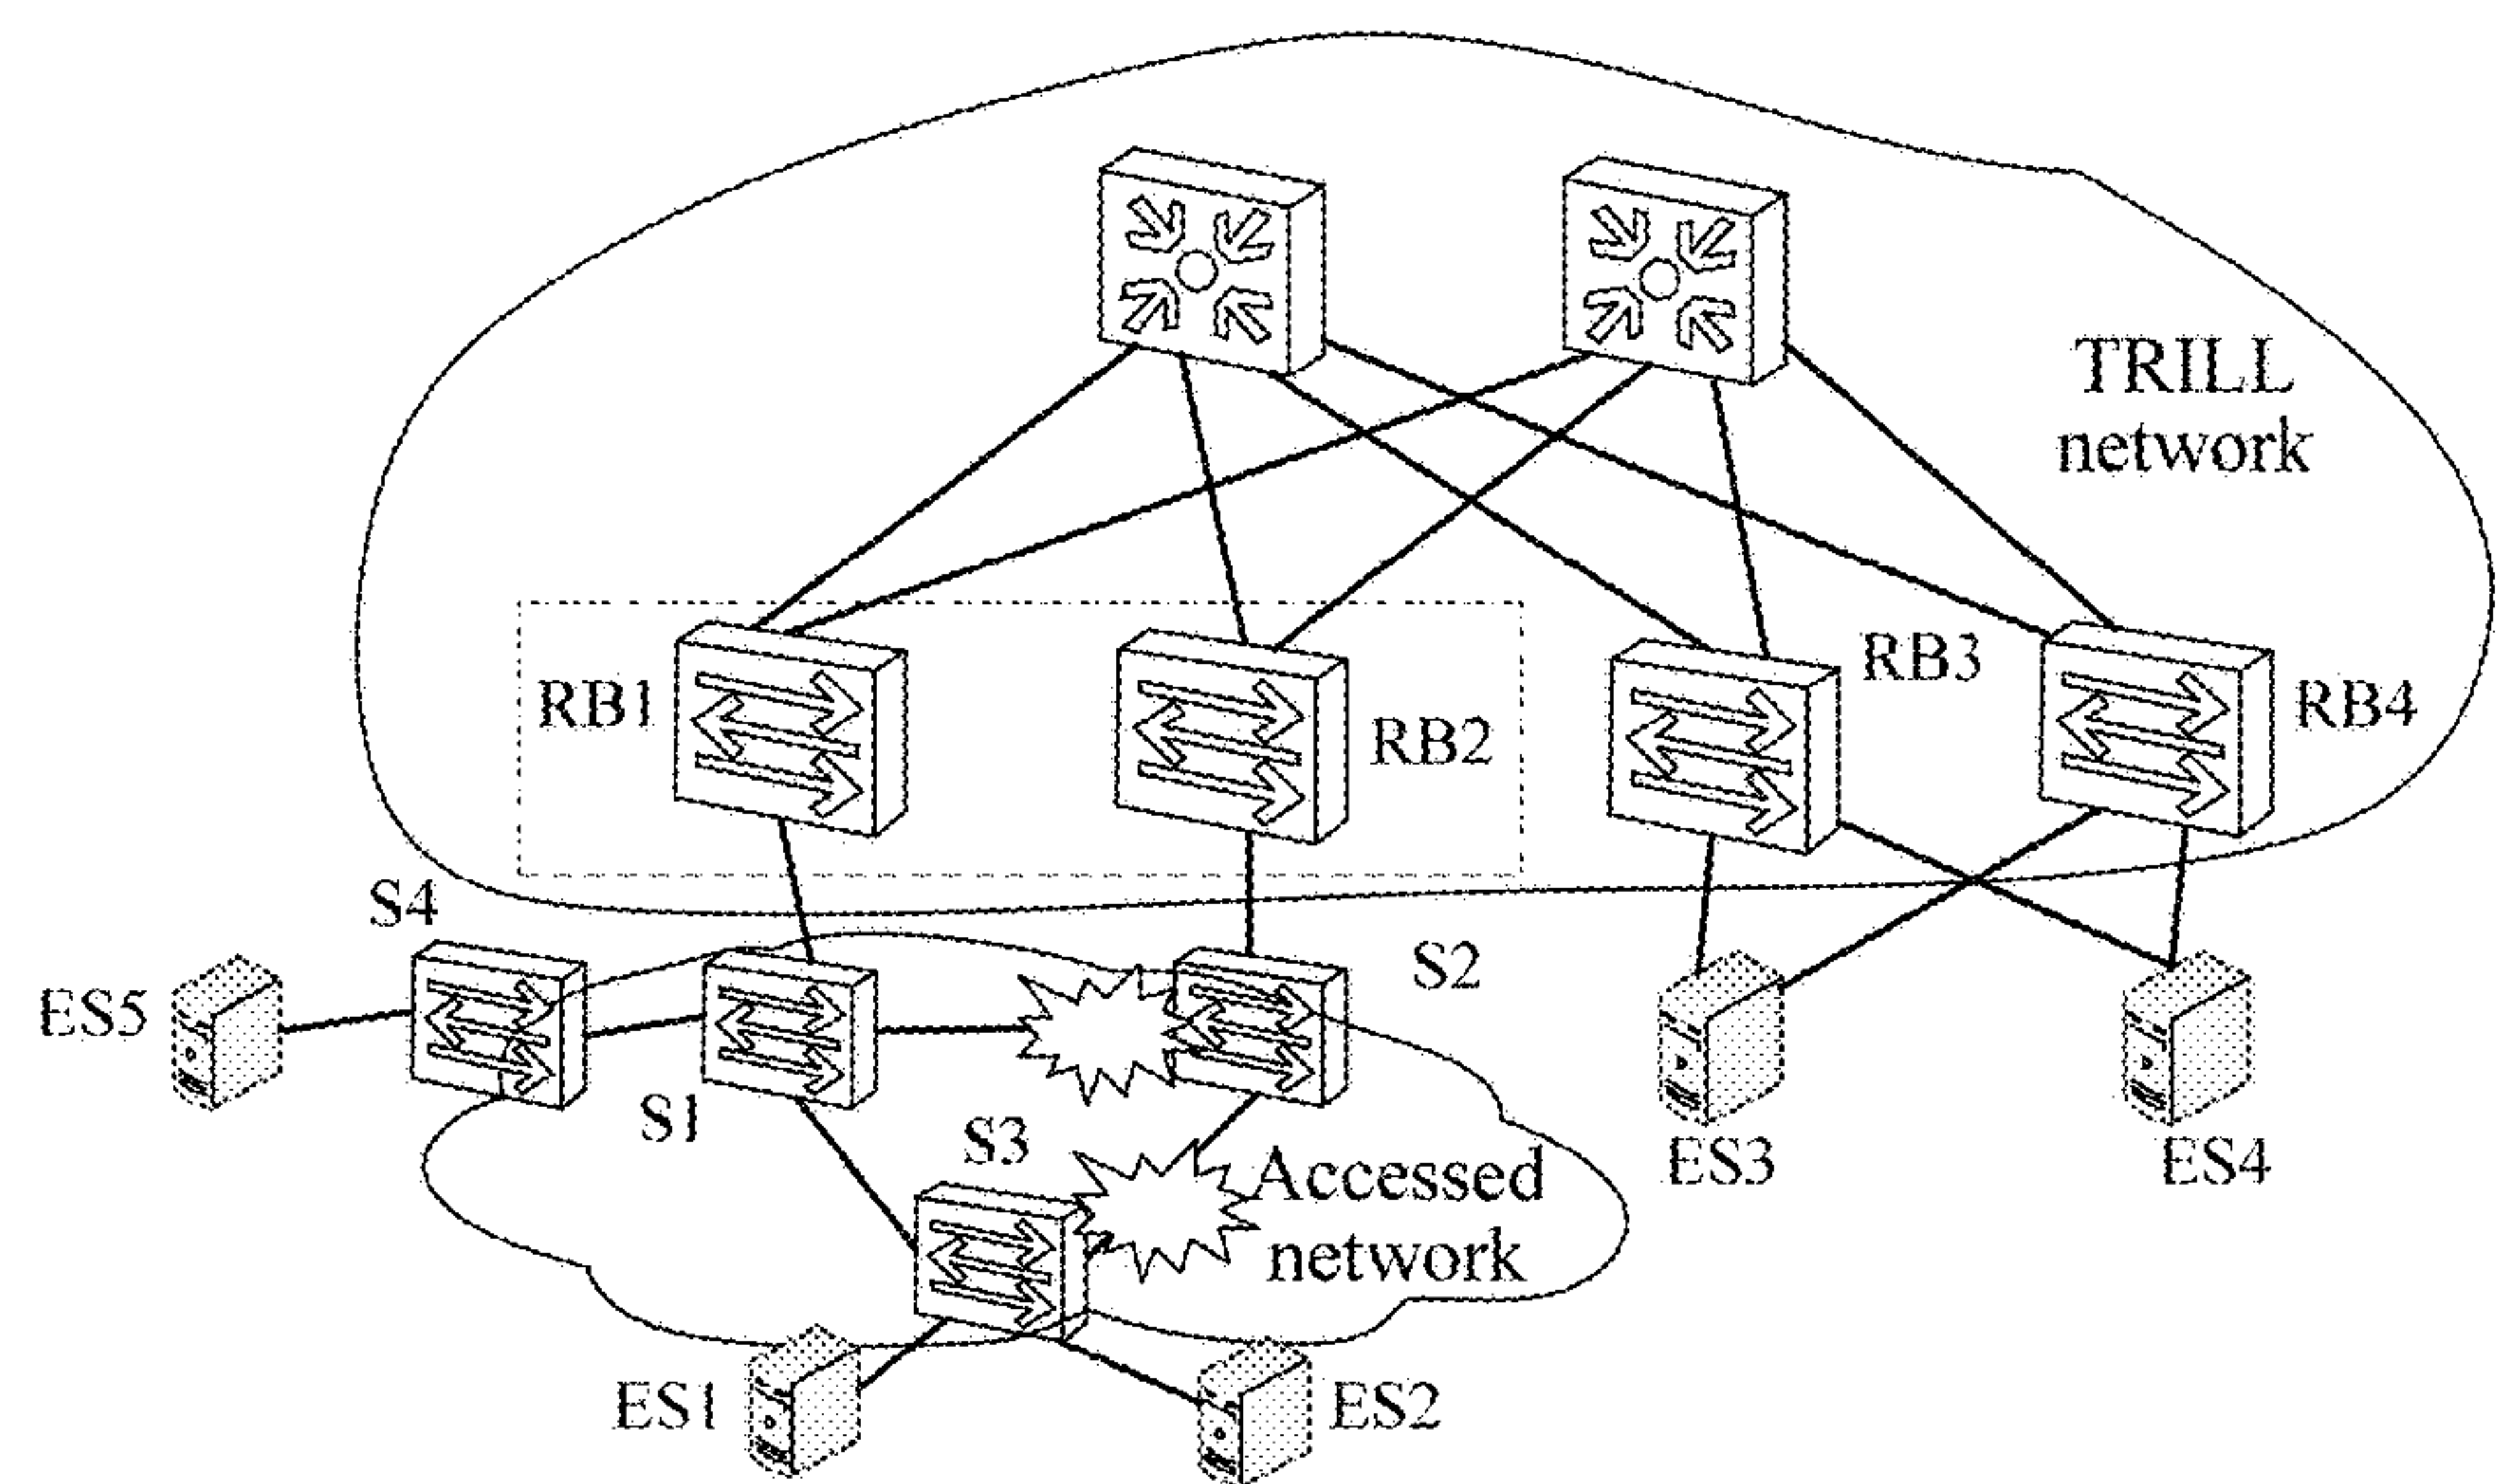 TRILL
network
RB1
RB2
RB3
RB4
S4
S2
ES5
S1
S3
Accessed
network
ES3
ES4
ES1
ES2